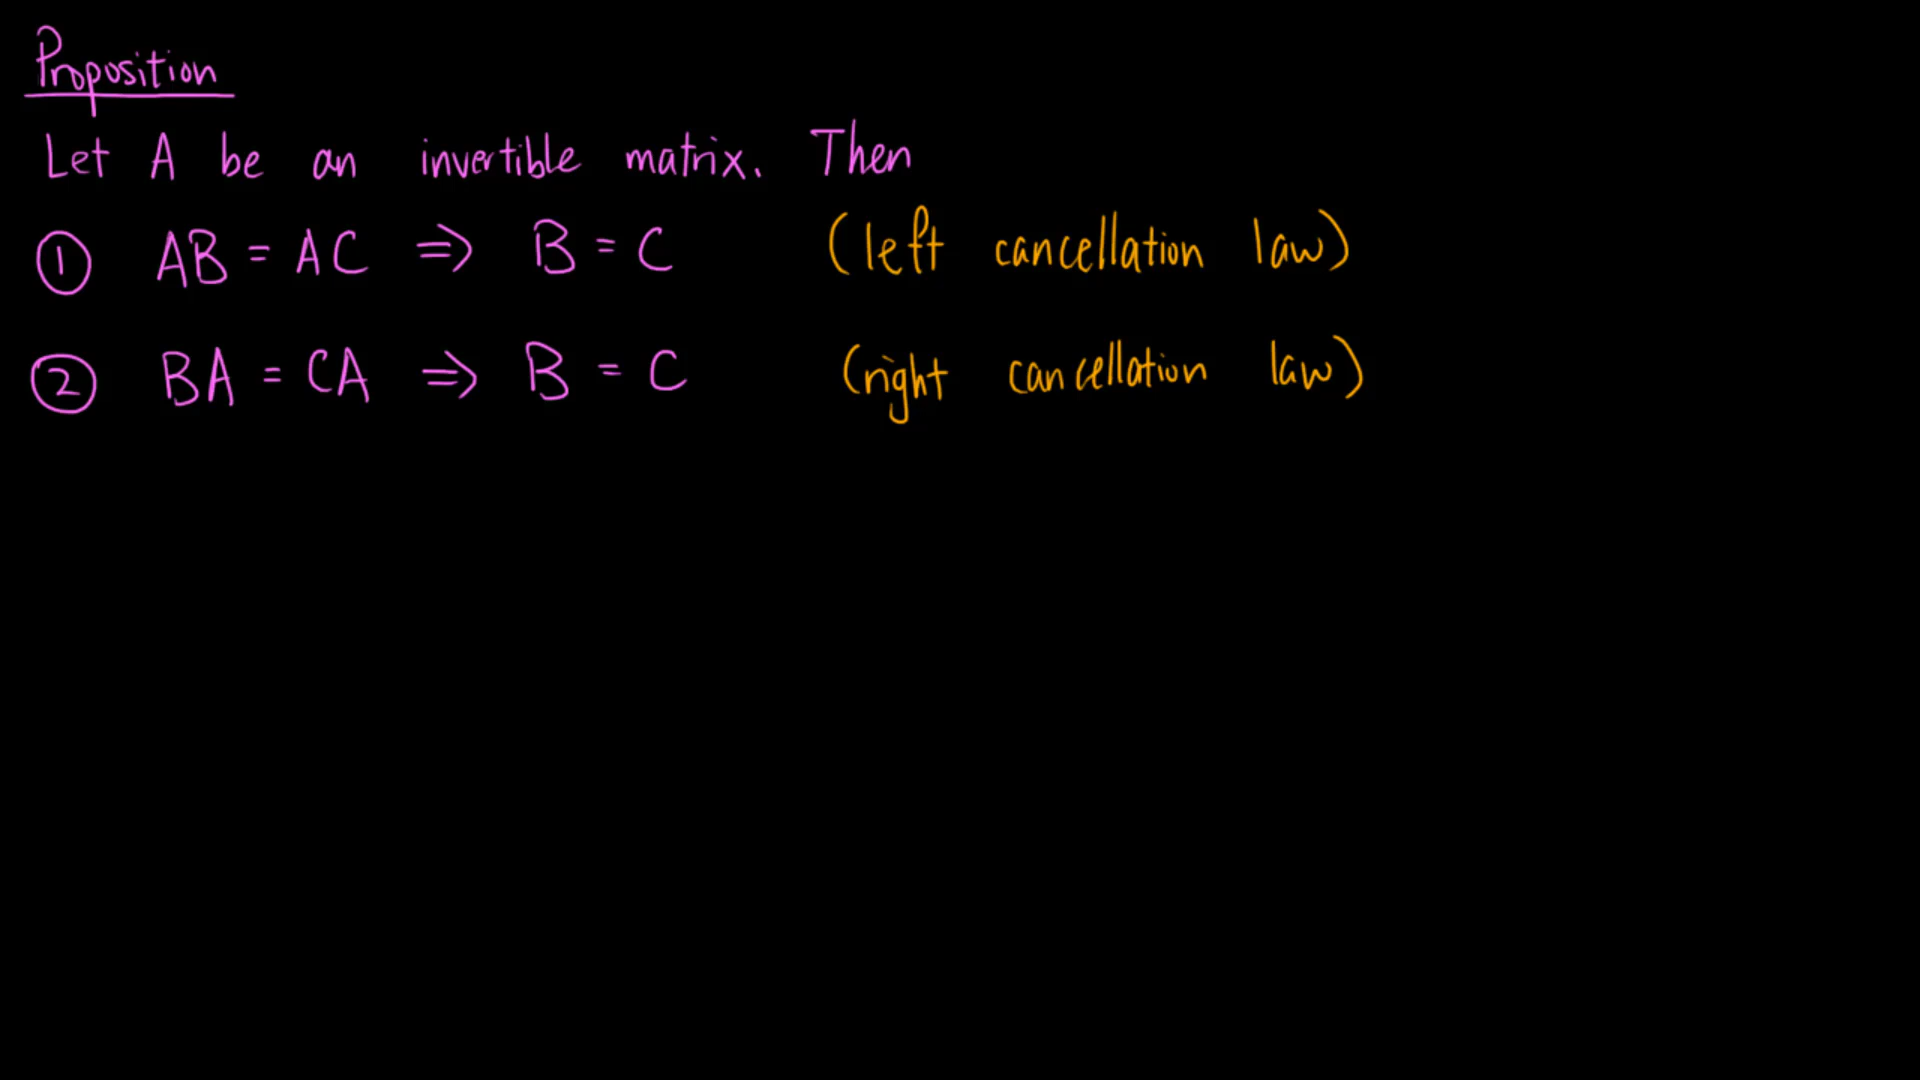 Proposition
Let A be an invertible matrix. Then
① AB = AC ⇒ B = C (left cancellation law)
② BA = CA ⇒ B = C (right cancellation law)